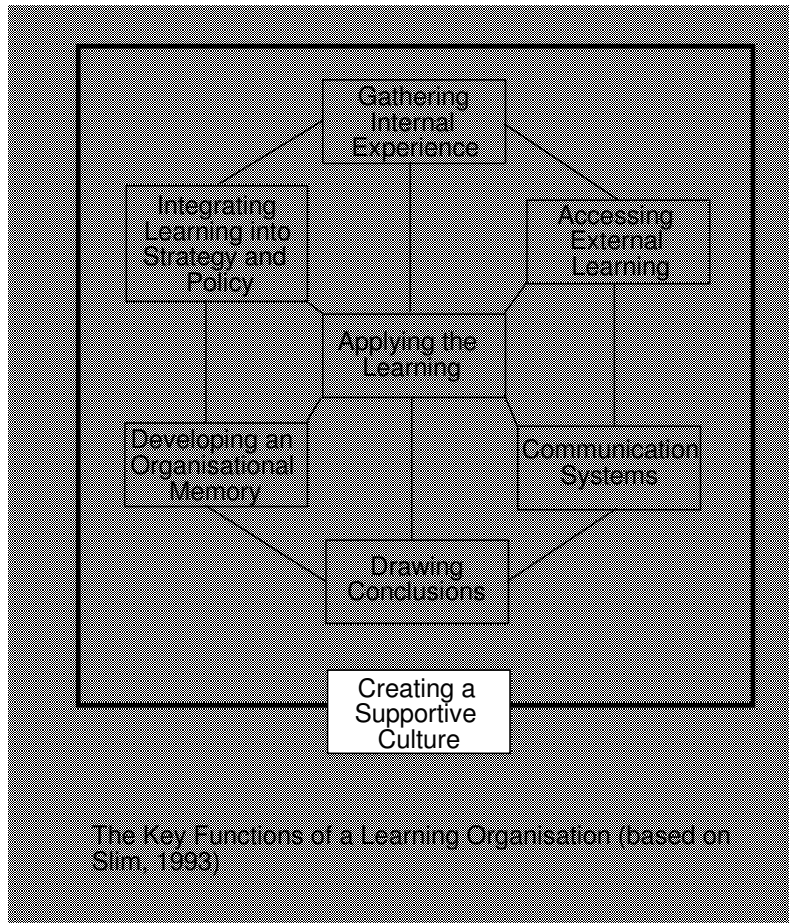 Gathering
Internal
Experience
Integrating
Learning into
Strategy and
Policy
Accessing
External
Learning
Applying the
Learning
Developing an
Organisational
Memory
Communication
Systems
Drawing
Conclusions
Creating a
Supportive
Culture
The Key Functions of a Learning Organisation (based on
Slim, 1993)